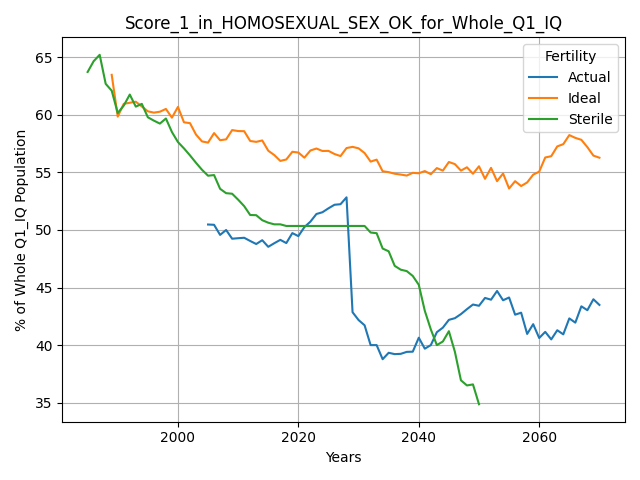 Score_1_in_HOMOSEXUAL_SEX_OK_for_Whole_Q1_IQ
% of Whole Q1_IQ Population
65
60
55
50
45
40
35
Fertility
Actual
Ideal
Sterile
2000
2020
2040
2060
Years